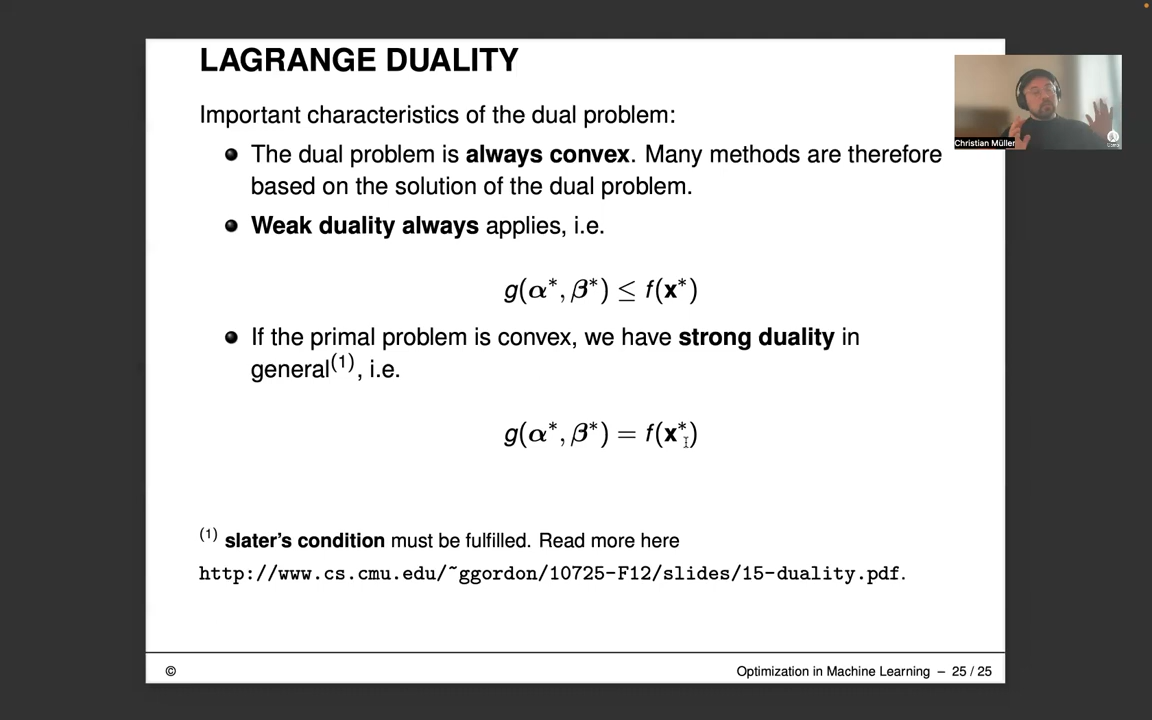 LAGRANGE DUALITY
Important characteristics of the dual problem:
The dual problem is always convex. Many methods are therefore
based on the solution of the dual problem.
Weak duality always applies, i.e.
g(α*, β*) ≤ f(x*)
If the primal problem is convex, we have strong duality in
general(1), i.e.
g(α*, β*) = f(x*)
(1) slater's condition must be fulfilled. Read more here
http://www.cs.cmu.edu/~ggordon/10725-F12/slides/15-duality.pdf.
©
Optimization in Machine Learning – 25 / 25
Christian Müller